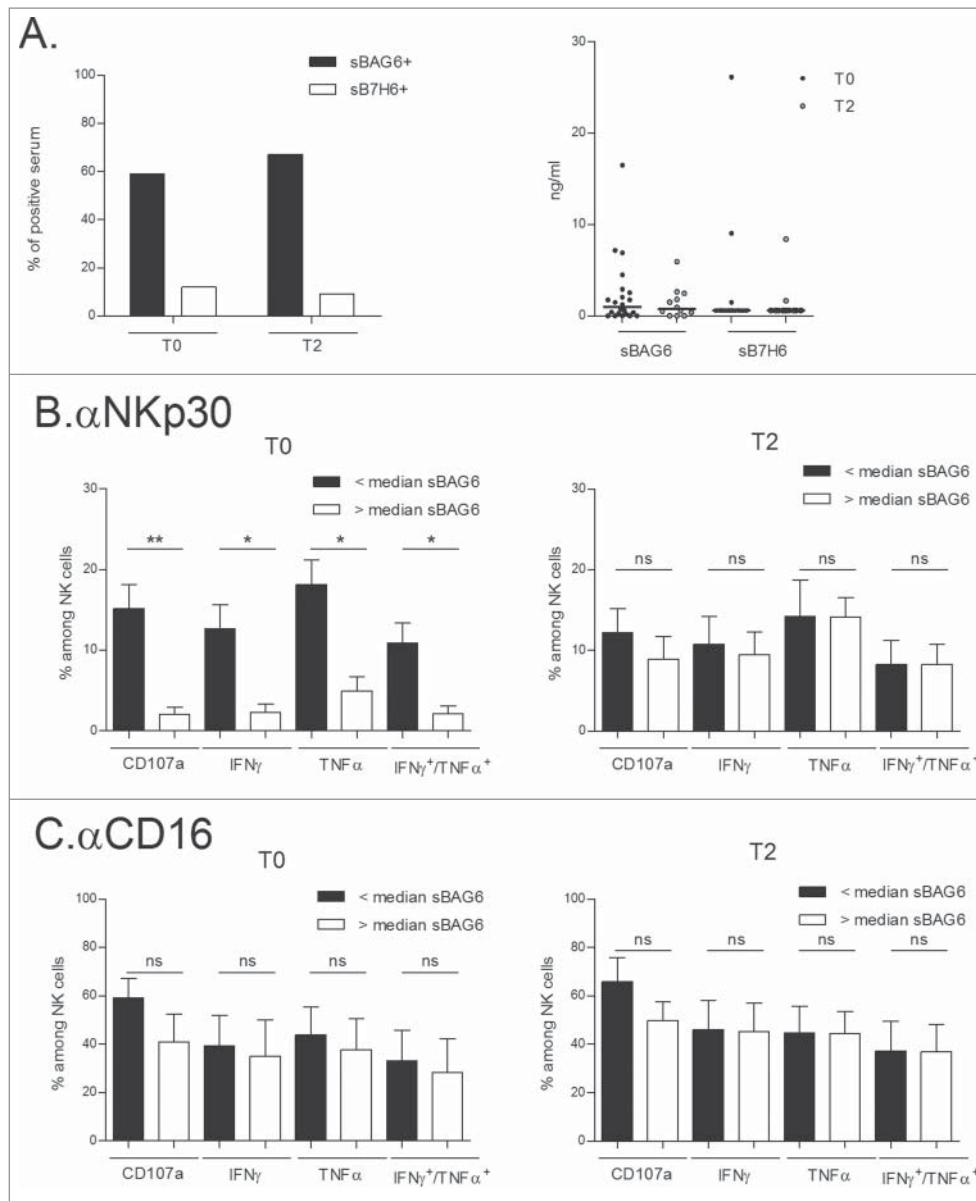 A.
sBAG6+
sB7H6+
100
80
60
40
20
0
% of positive serum
T0
T2
30
20
10
0
ng/ml
T0
T2
sBAG6
sB7H6
B.αNKp30
T0
< median sBAG6
> median sBAG6
30
20
10
0
% among NK cells
**
*
*
*
CD107a
IFNγ
TNFα
IFNγ⁺/TNFα⁺
T2
< median sBAG6
> median sBAG6
30
20
10
0
% among NK cells
ns
ns
ns
ns
CD107a
IFNγ
TNFα
IFNγ⁺/TNFα⁺
C.αCD16
T0
< median sBAG6
> median sBAG6
100
80
60
40
20
0
% among NK cells
ns
ns
ns
ns
CD107a
IFNγ
TNFα
IFNγ⁺/TNFα⁺
T2
< median sBAG6
> median sBAG6
100
80
60
40
20
0
% among NK cells
ns
ns
ns
ns
CD107a
IFNγ
TNFα
IFNγ⁺/TNFα⁺